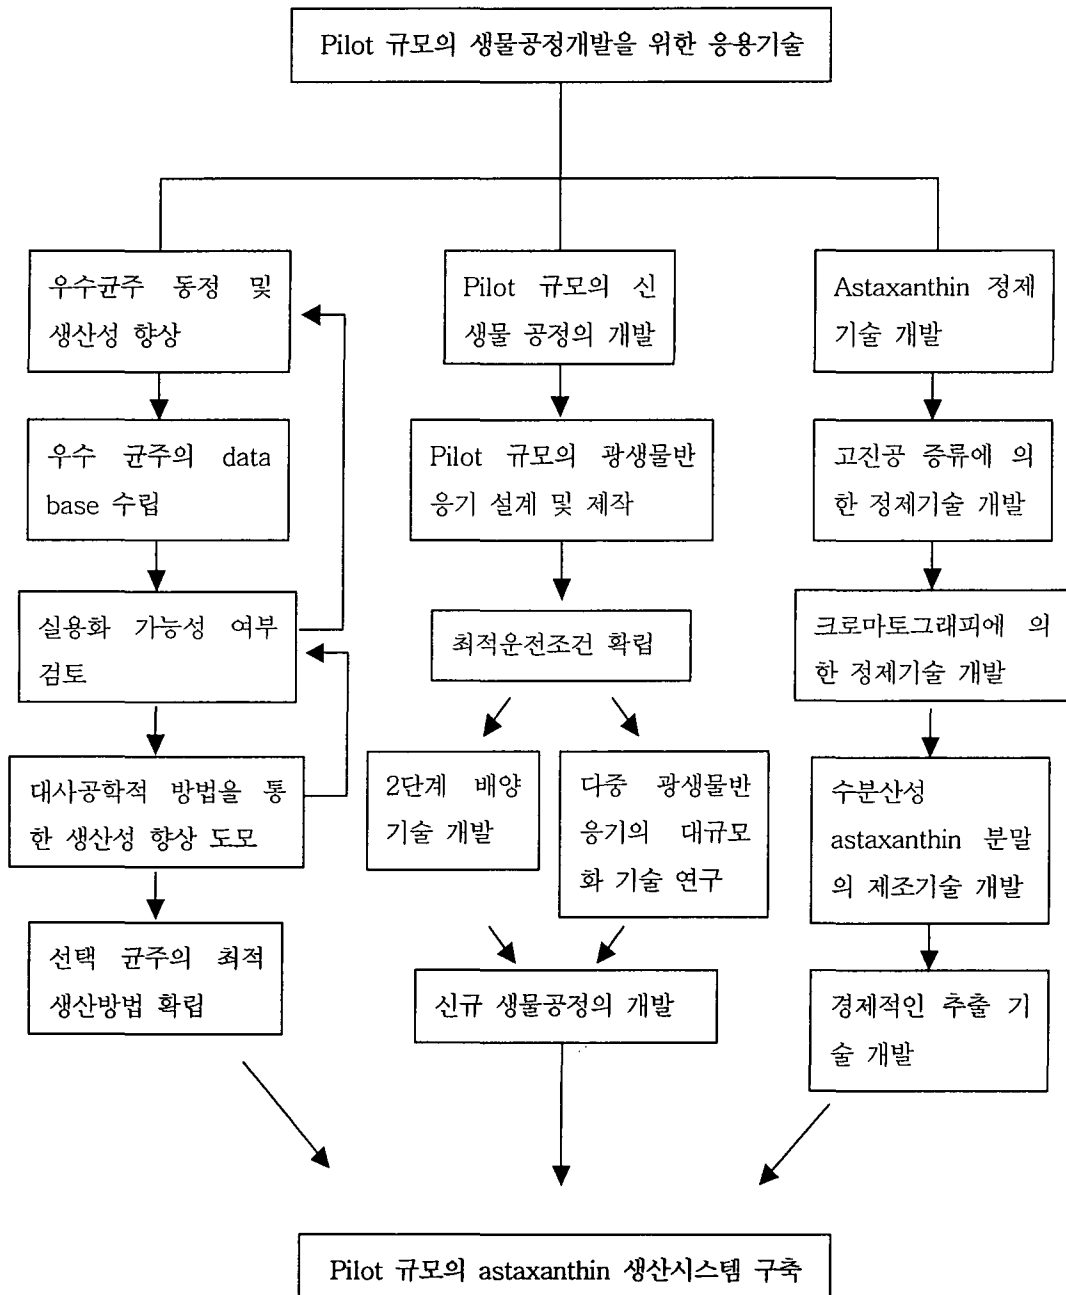 Pilot 규모의 생물공정개발을 위한 응용기술
우수균주 동정 및
생산성 향상
우수 균주의 data
base 수립
실용화 가능성 여부
검토
대사공학적 방법을 통
한 생산성 향상 도모
선택 균주의 최적
생산방법 확립
Pilot 규모의 신
생물 공정의 개발
Pilot 규모의 광생물반
응기 설계 및 제작
최적운전조건 확립
2단계 배양
기술 개발
다중 광생물반
응기의 대규모
화 기술 연구
신규 생물공정의 개발
Astaxanthin 정제
기술 개발
고진공 증류에 의
한 정제기술 개발
크로마토그래피에 의
한 정제기술 개발
수분산성
astaxanthin 분말
의 제조기술 개발
경제적인 추출 기
술 개발
Pilot 규모의 astaxanthin 생산시스템 구축